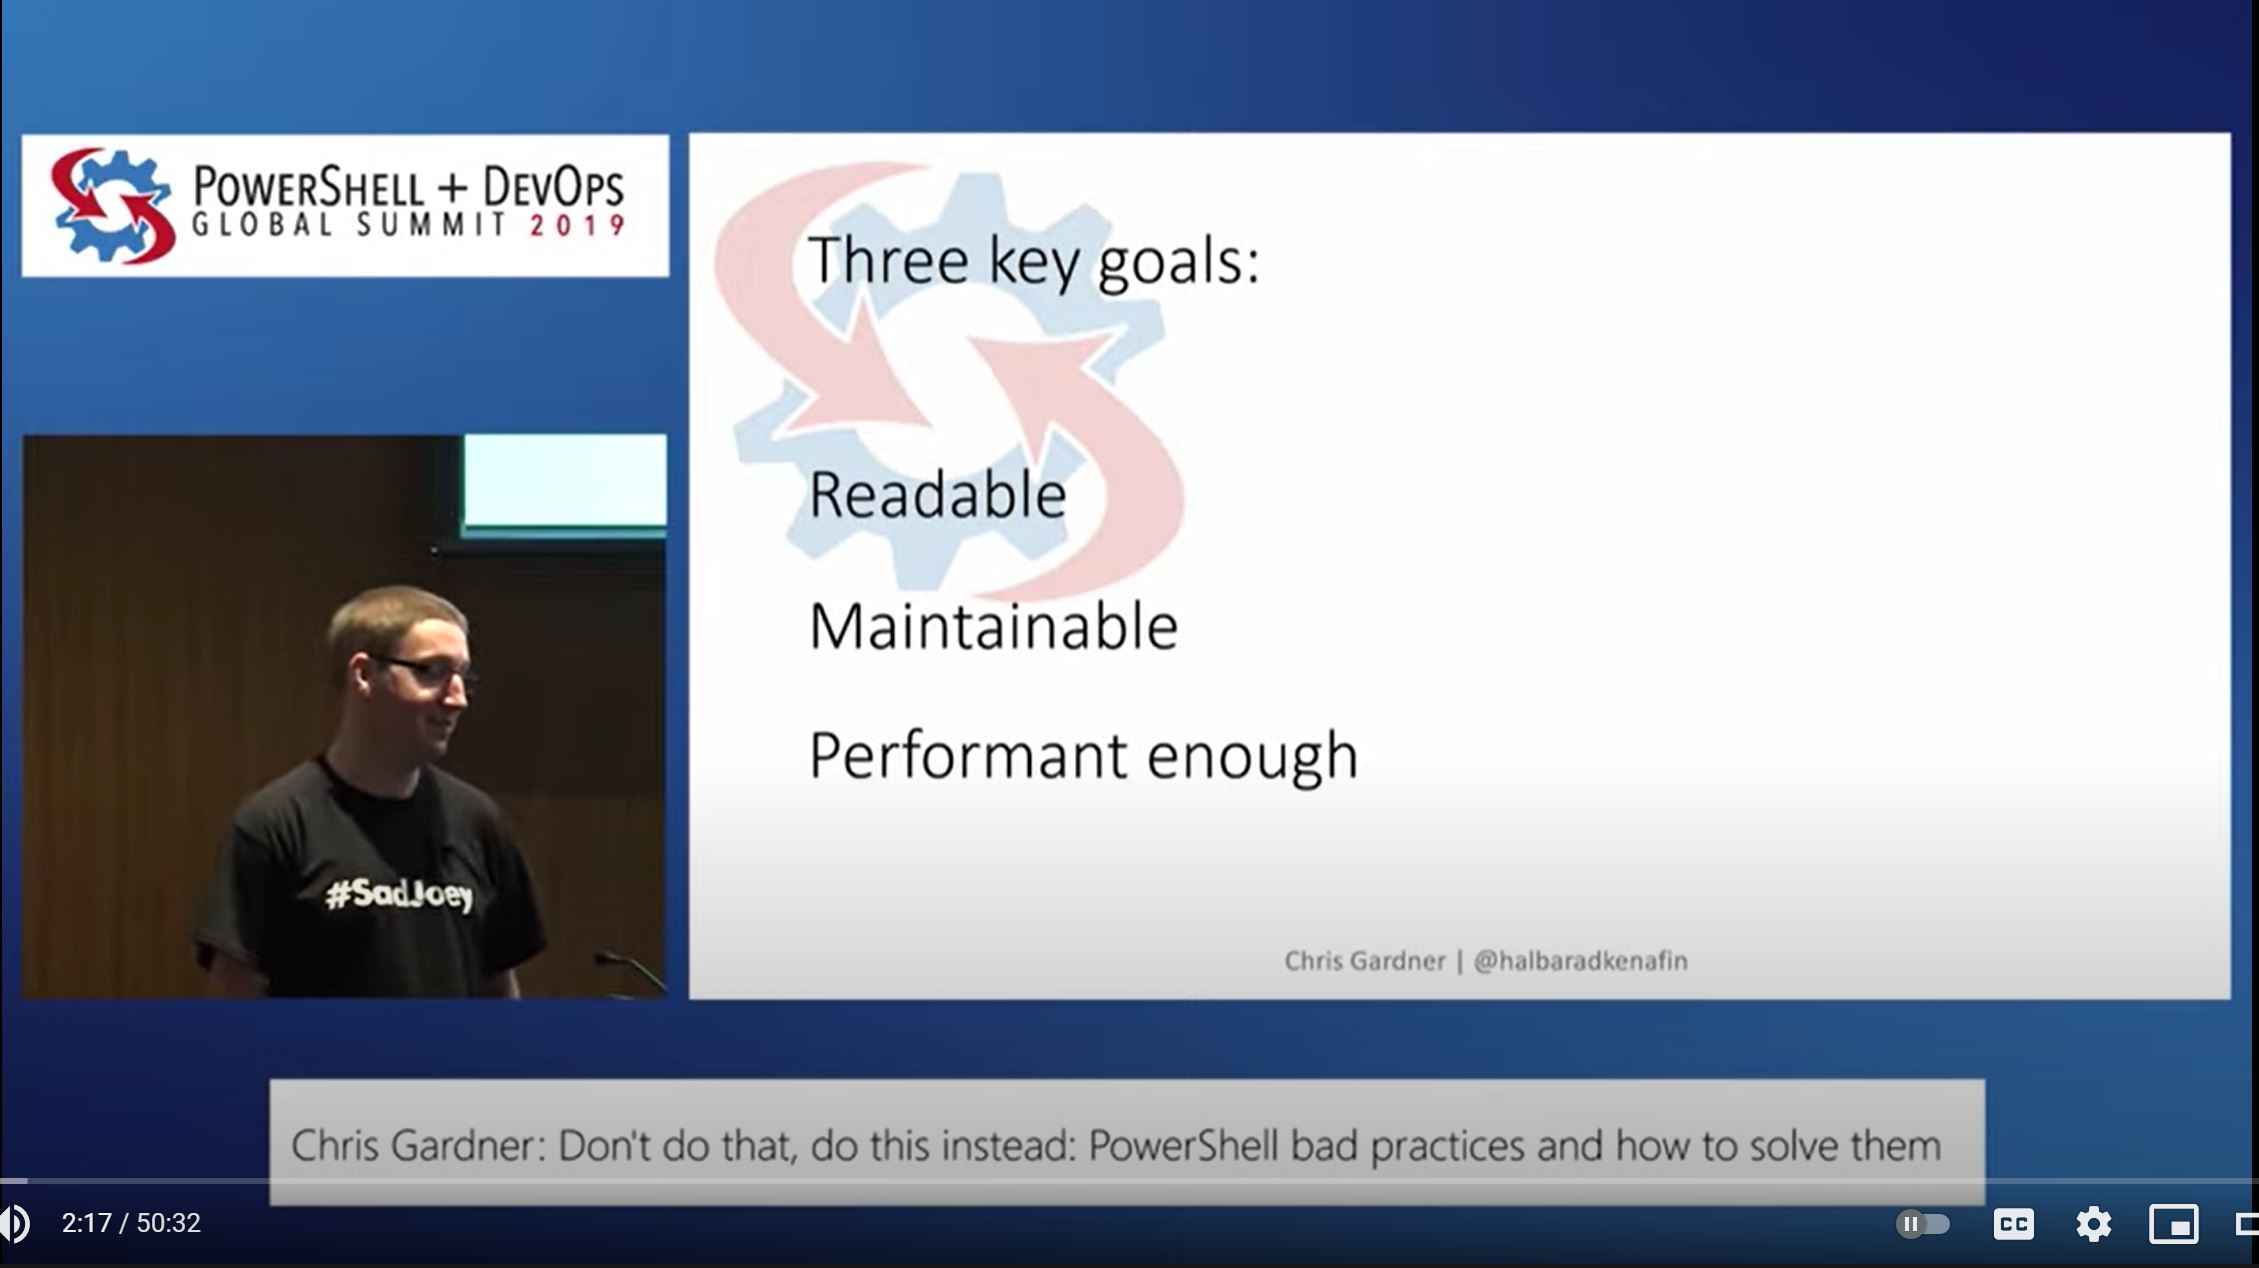 POWERSHELL + DEVOPS
GLOBAL SUMMIT 2019
Three key goals:
Readable
Maintainable
Performant enough
Chris Gardner | @halbaradkenafin
#SadJoey
Chris Gardner: Don't do that, do this instead: PowerShell bad practices and how to solve them
2:17 / 50:32
CC